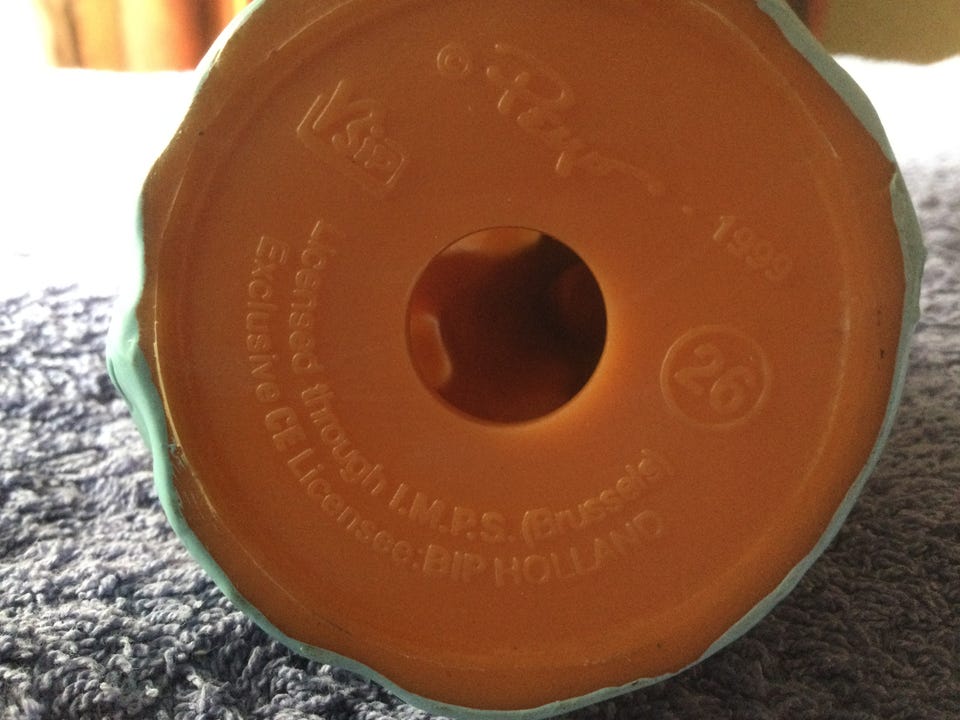 © Peyo
1999
Licensed through I.M.P.S. (Brussels)
Exclusive CE Licensee: BIP HOLLAND
26